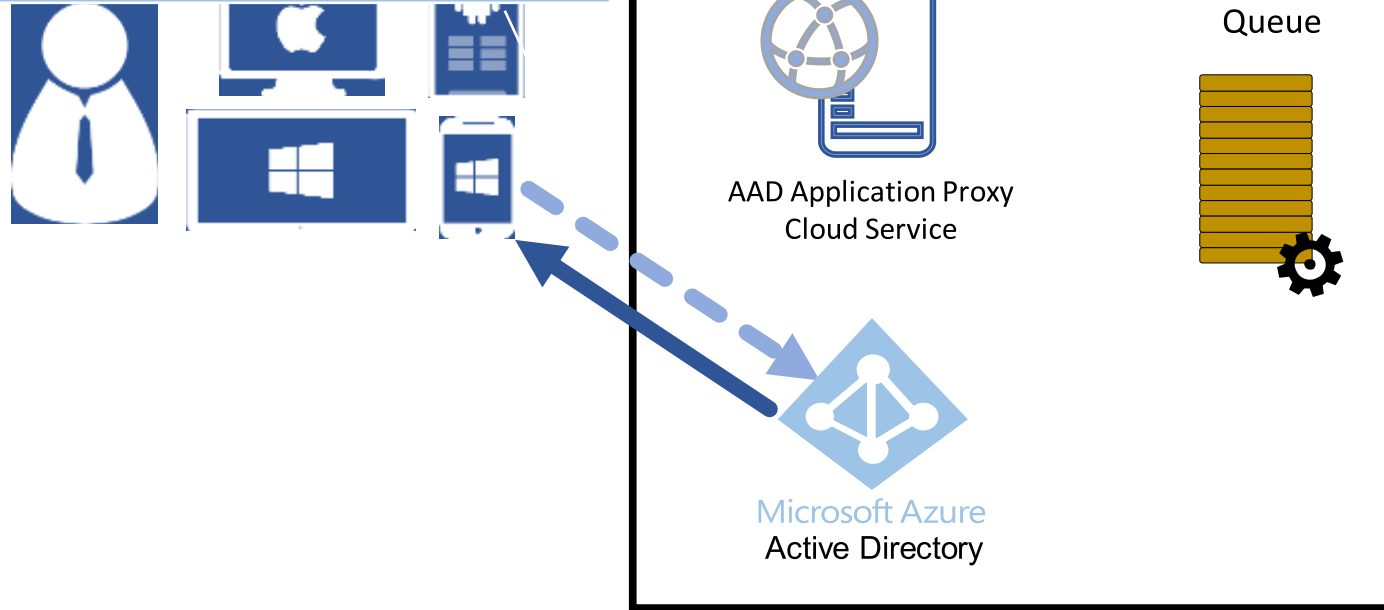 Queue
AAD Application Proxy
Cloud Service
Microsoft Azure
Active Directory